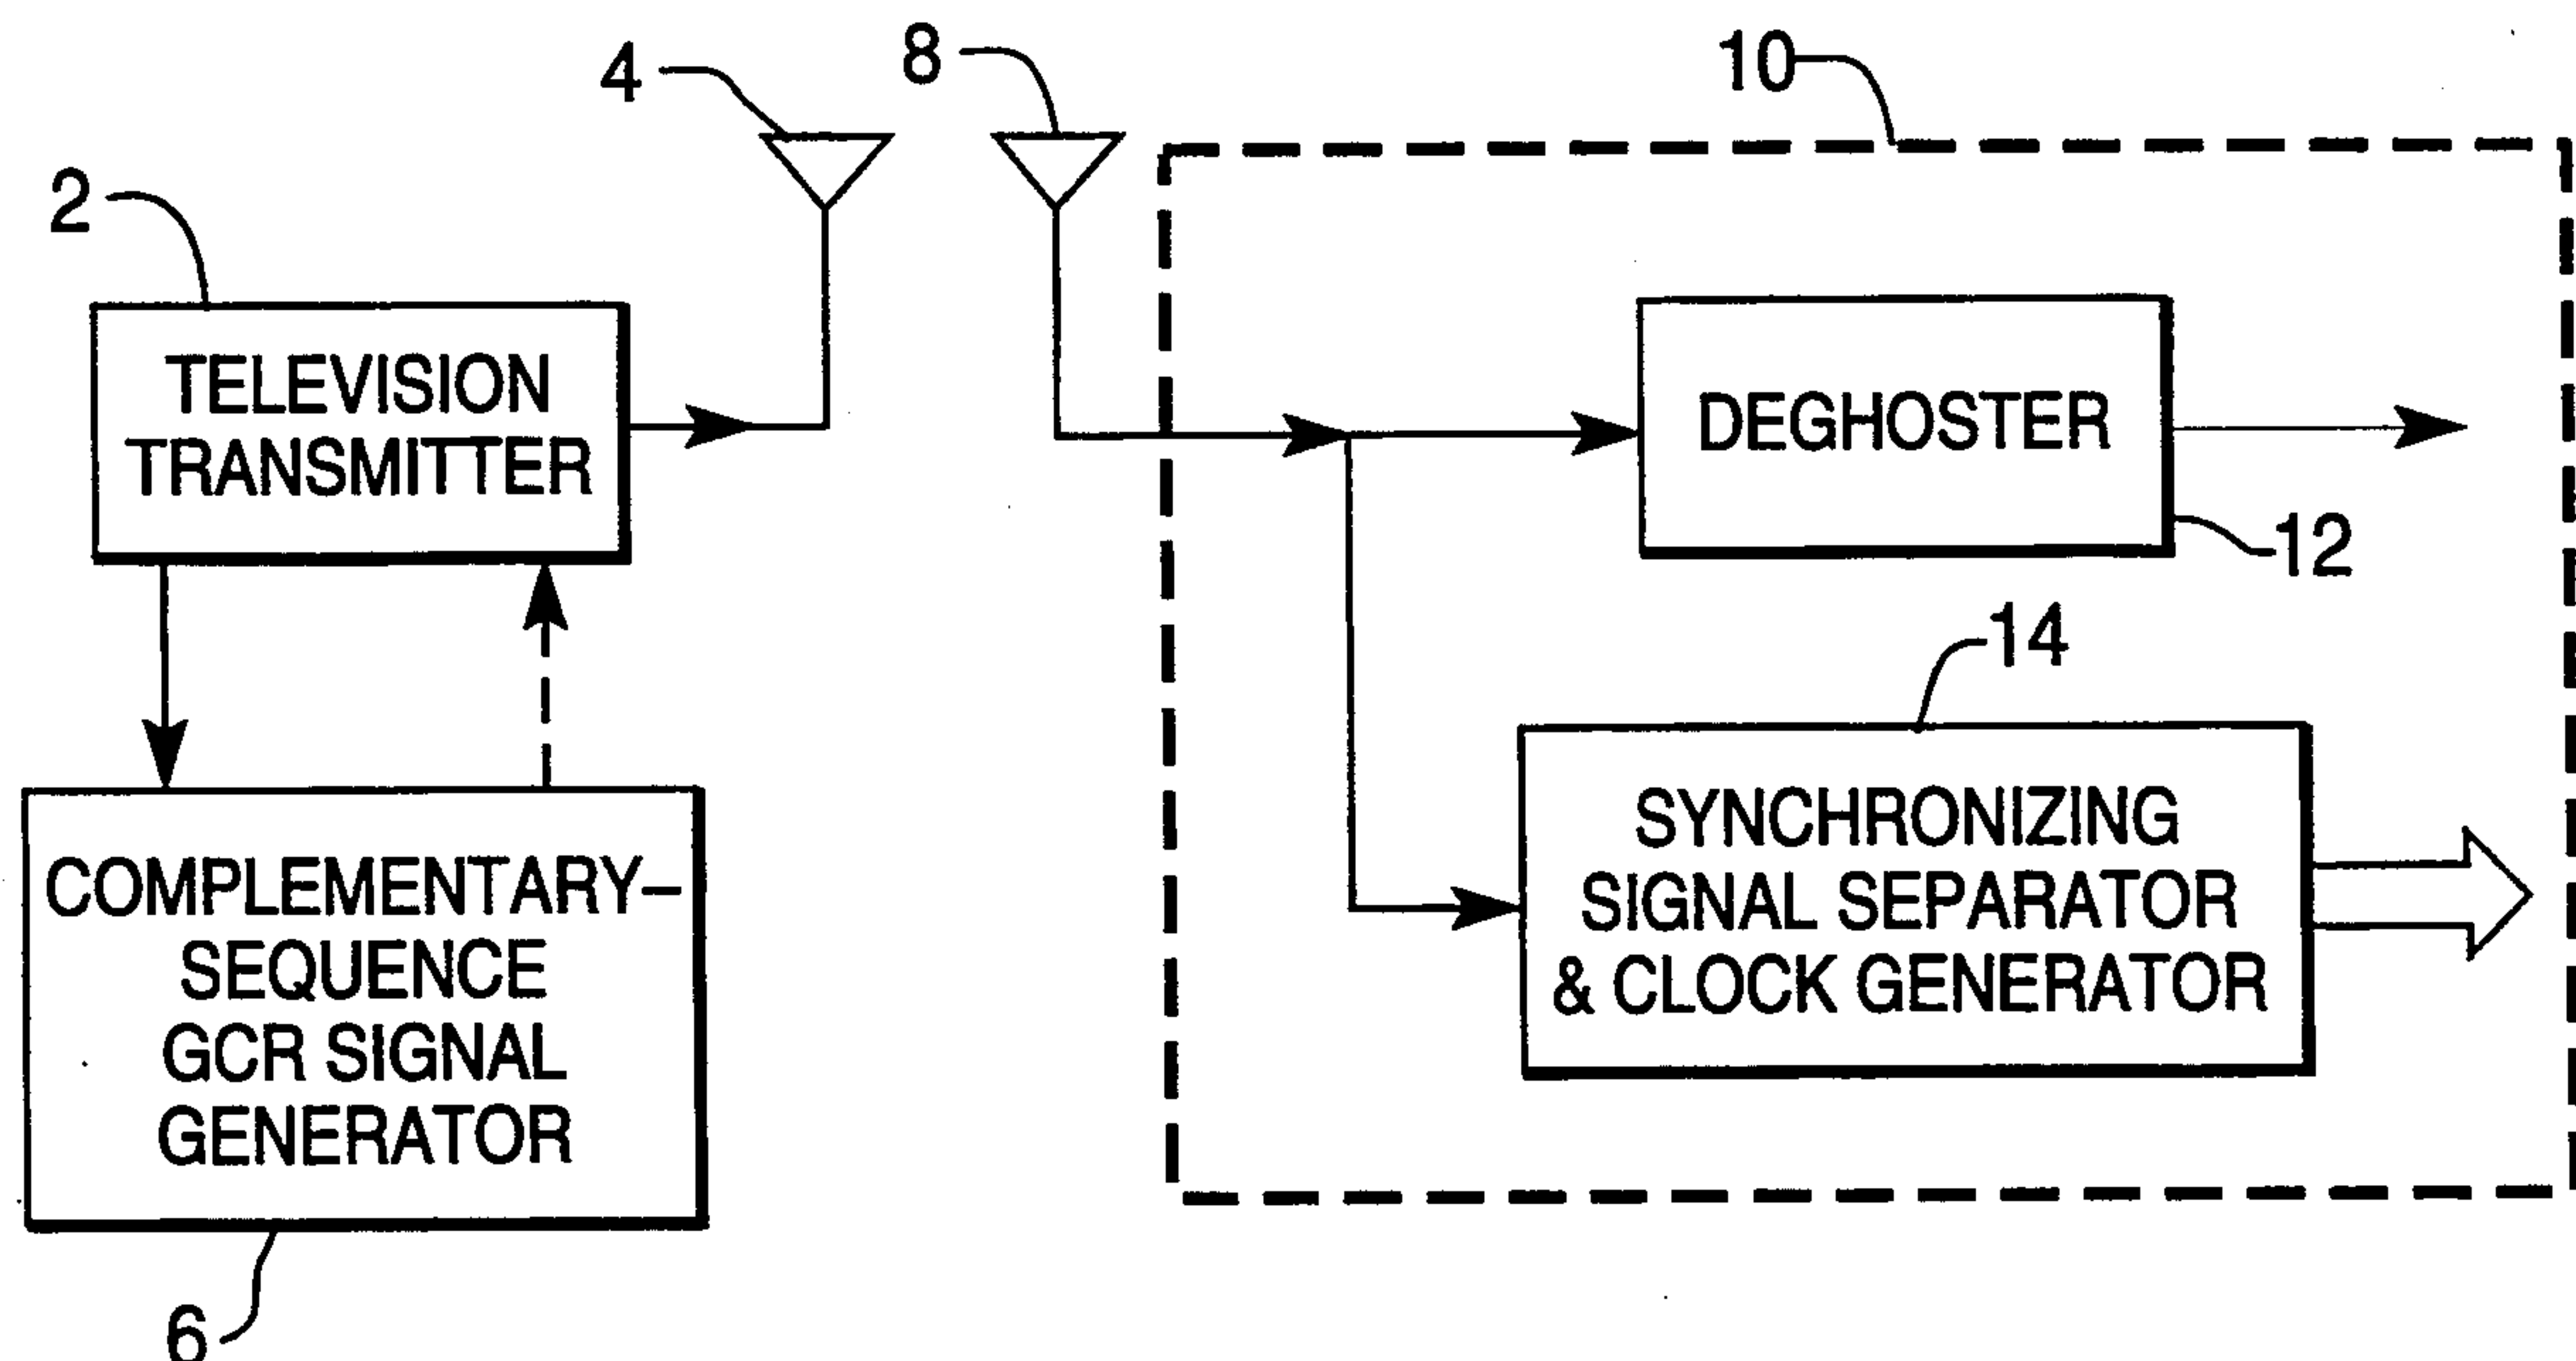 4
8
10
2
TELEVISION
TRANSMITTER
DEGHOSTER
12
14
COMPLEMENTARY–
SEQUENCE
GCR SIGNAL
GENERATOR
SYNCHRONIZING
SIGNAL SEPARATOR
& CLOCK GENERATOR
6